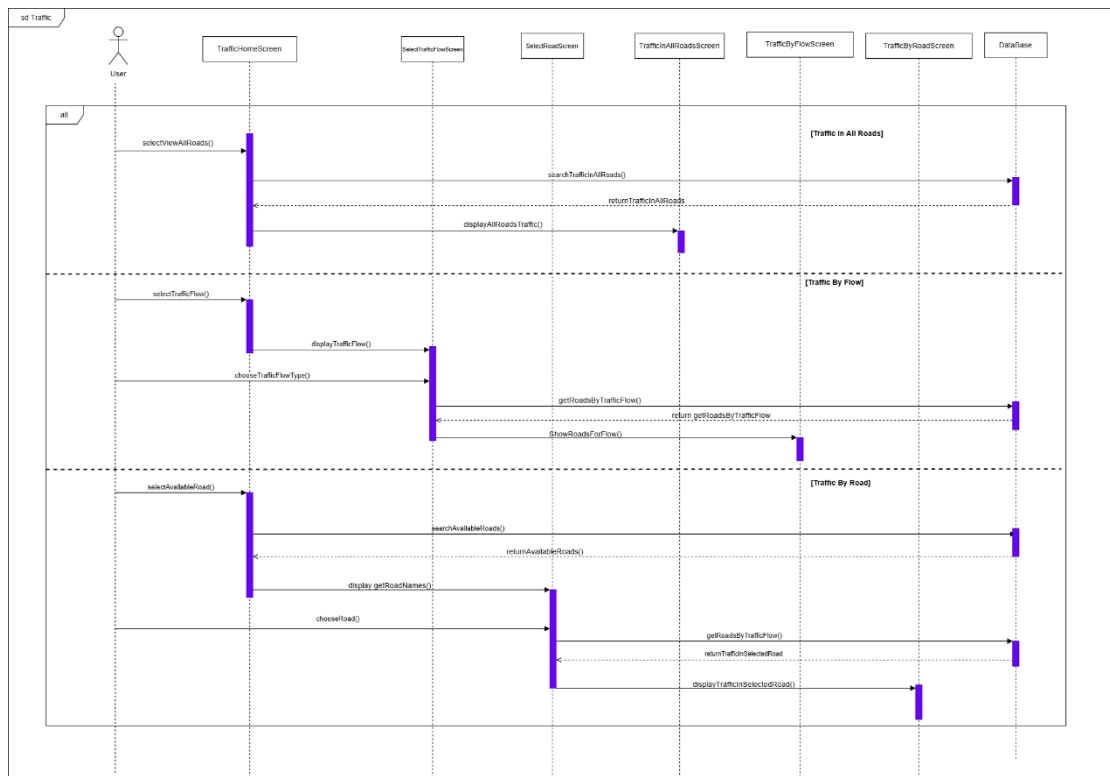 sd Traffic
User
TrafficHomeScreen
SelectTrafficFlowScreen
SelectRoadScreen
TrafficInAllRoadsScreen
TrafficByFlowScreen
TrafficByRoadScreen
DataBase
alt
[Traffic In All Roads]
selectViewAllRoads()
searchTrafficInAllRoads()
returnTrafficInAllRoads
displayAllRoadsTraffic()
[Traffic By Flow]
selectTrafficFlow()
displayTrafficFlow()
chooseTrafficFlowType()
getRoadsByTrafficFlow()
return getRoadsByTrafficFlow
ShowRoadsForFlow()
[Traffic By Road]
selectAvailableRoad()
searchAvailableRoads()
returnAvailableRoads()
display getRoadNames()
chooseRoad()
getRoadsByTrafficFlow()
returnTrafficInSelectedRoad
displayTrafficInSelectedRoad()